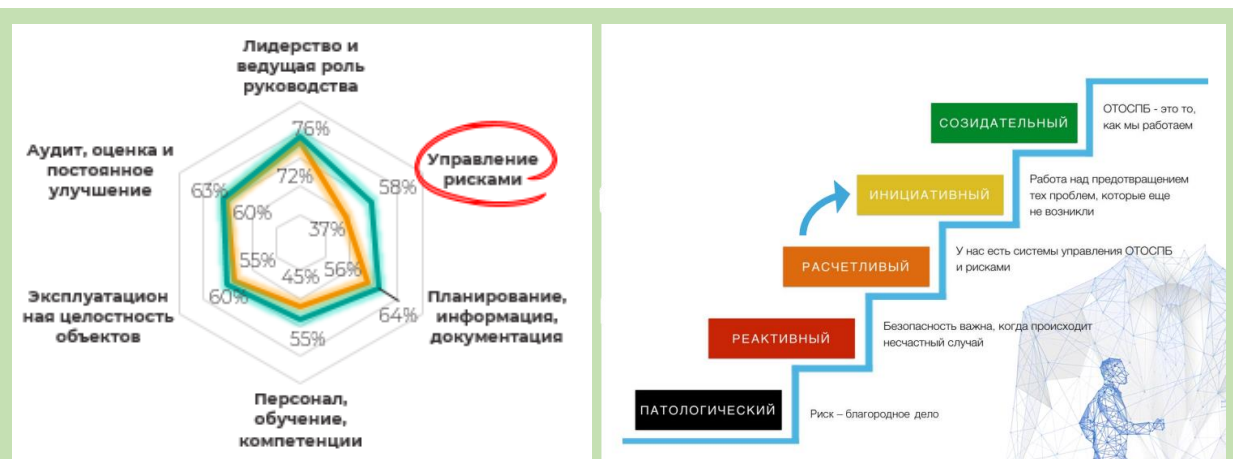 Лидерство и
ведущая роль
руководства
76%
Аудит, оценка и
постоянное
улучшение
Управление
рисками
72%
63%
58%
60%
37%
55%
45%
56%
60%
64%
55%
Эксплуатацион
ная целостность
объектов
Планирование,
информация,
документация
Персонал,
обучение,
компетенции
СОЗИДАТЕЛЬНЫЙ
ОТОСПБ - это то,
как мы работаем
ИНИЦИАТИВНЫЙ
Работа над предотвращением
тех проблем, которые еще
не возникли
РАСЧЕТЛИВЫЙ
У нас есть системы управления ОТОСПБ
и рисками
РЕАКТИВНЫЙ
Безопасность важна, когда происходит
несчастный случай
ПАТОЛОГИЧЕСКИЙ
Риск – благородное дело